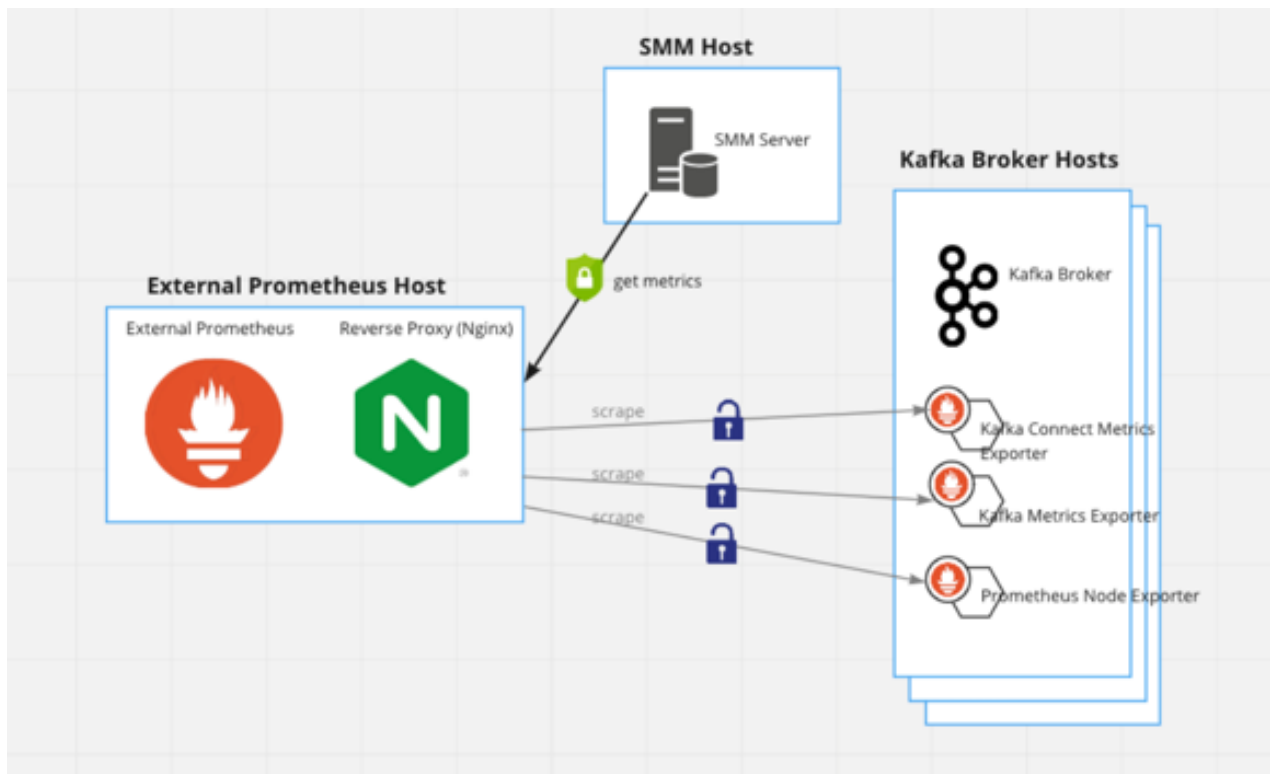 SMM Host
SMM Server
Kafka Broker Hosts
Kafka Broker
get metrics
External Prometheus Host
External Prometheus
Reverse Proxy (Nginx)
N
scrape
Kafka Connect Metrics
Exporter
scrape
Kafka Metrics Exporter
scrape
Prometheus Node Exporter